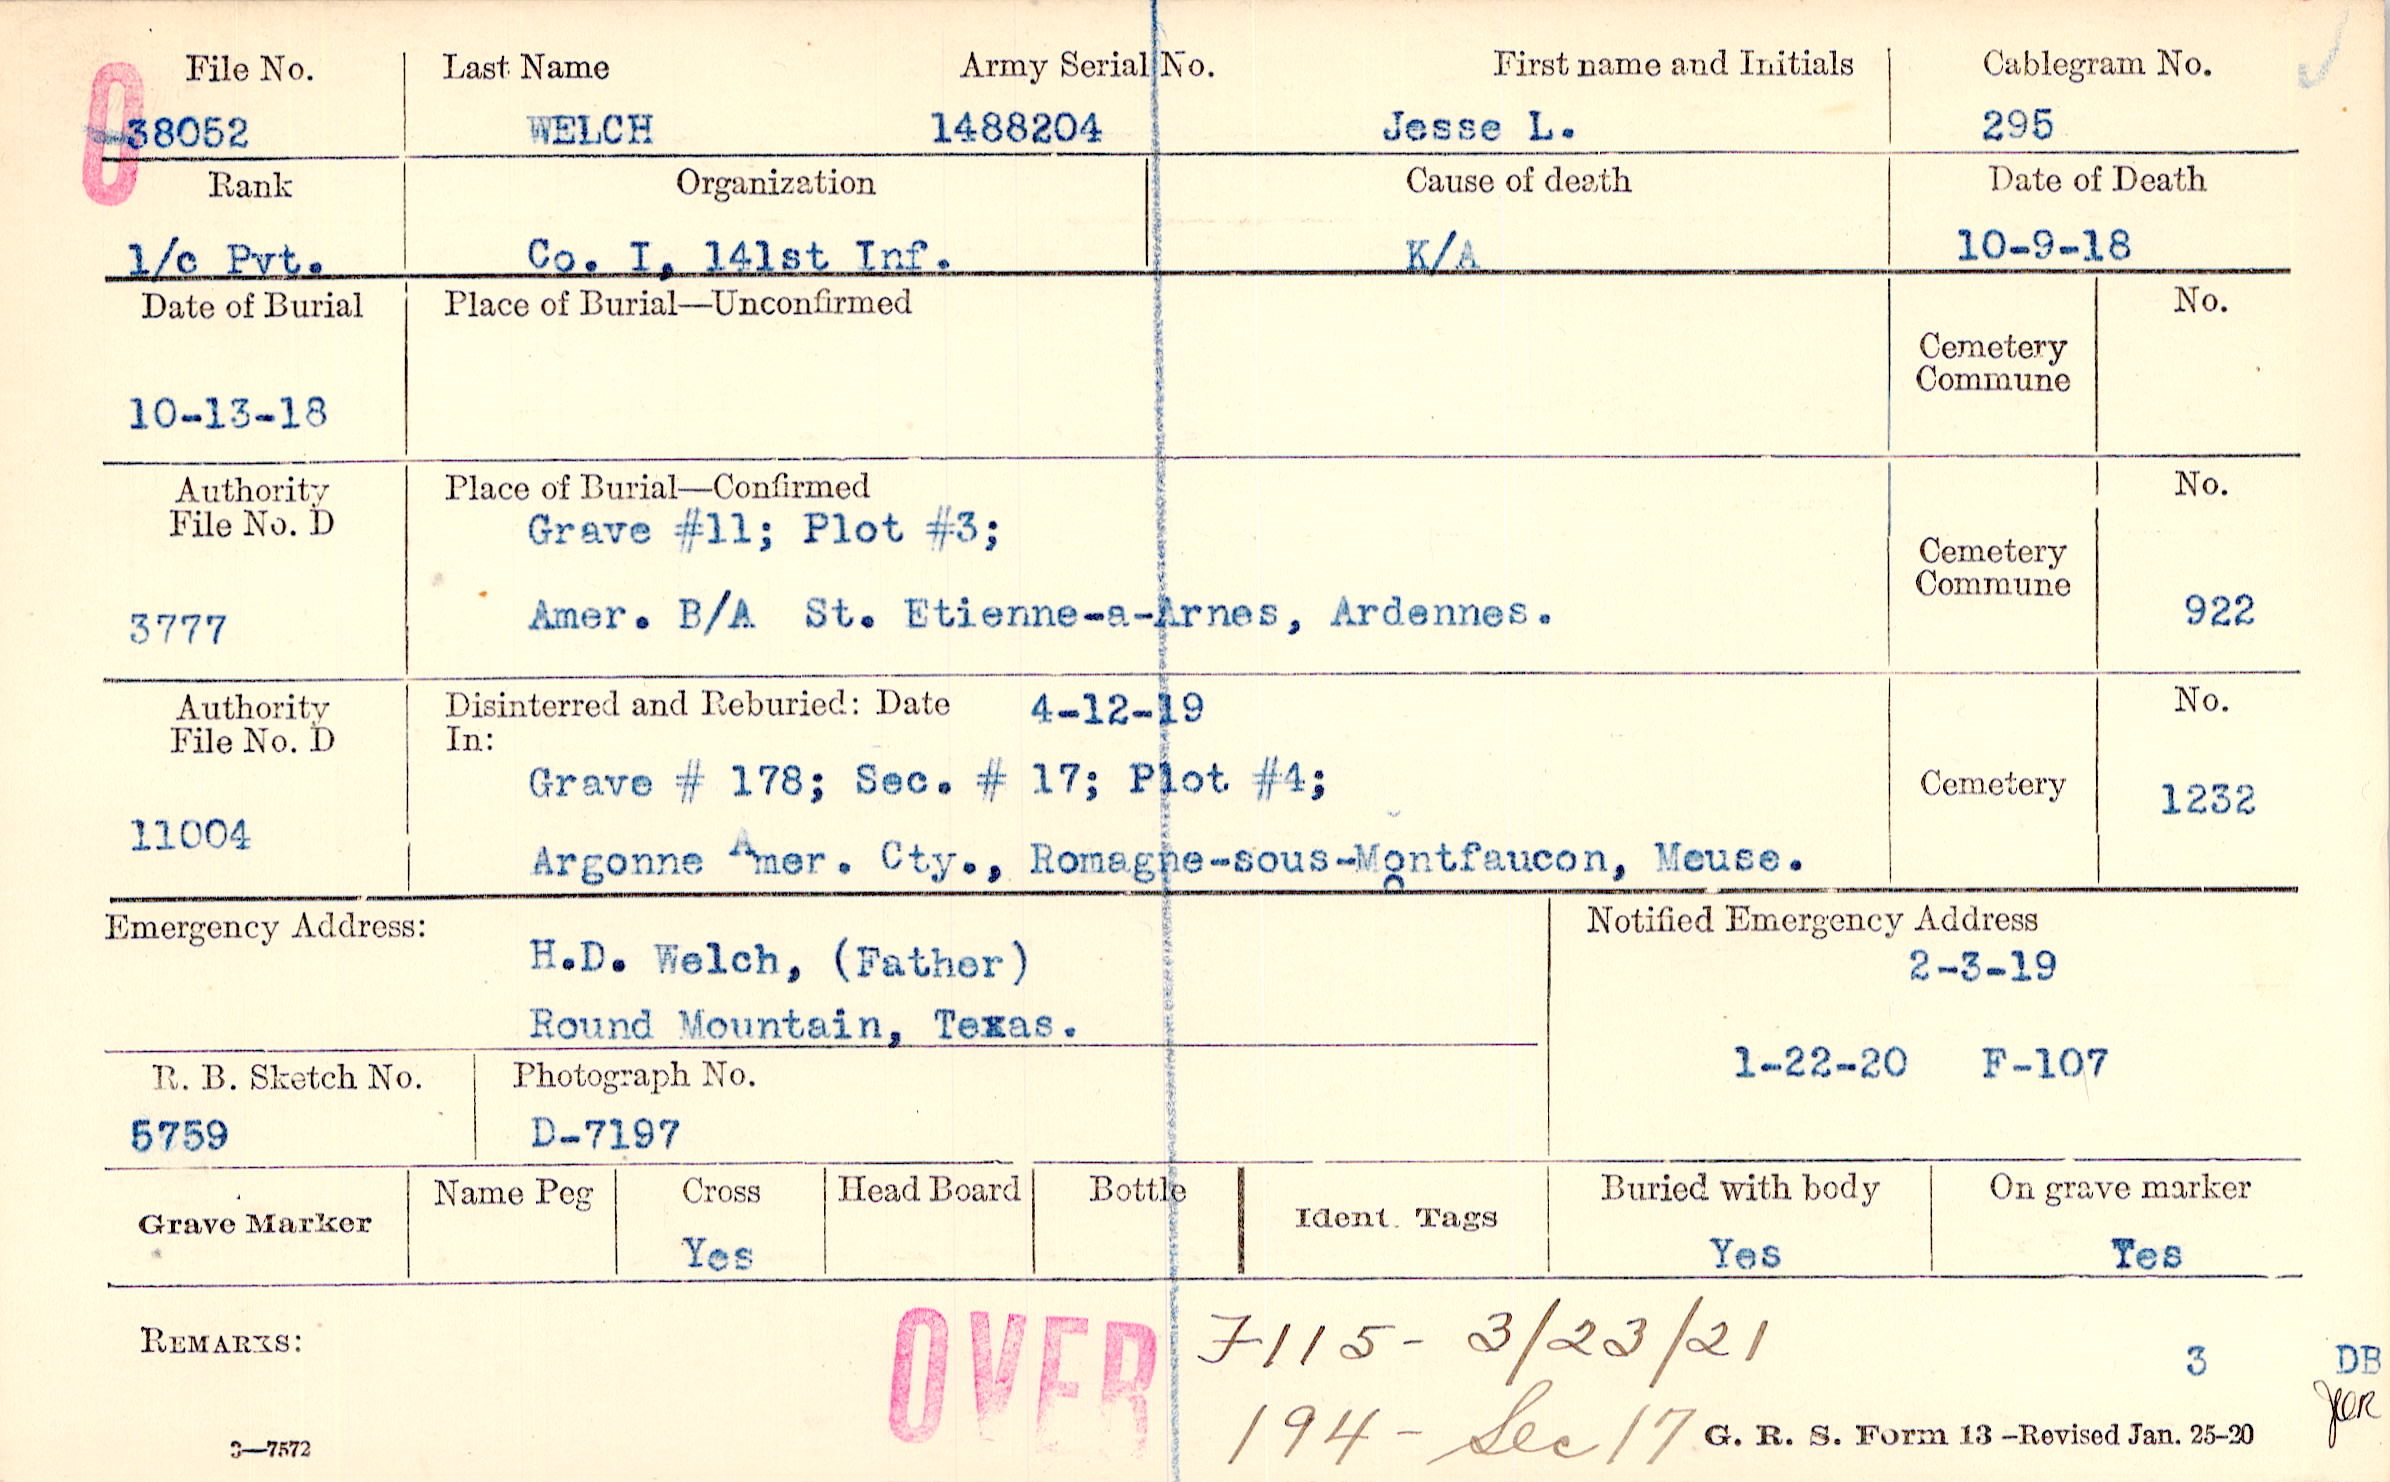 File No. Last Name Army Serial No. First name and Initials Cablegram No.
O
38052 WELCH 1488204 Jesse L. 295
Rank Organization Cause of death Date of Death
1/c Pvt. Co. I, 141st Inf. K/A 10-9-18
Date of Burial Place of Burial—Unconfirmed No.
Cemetery
Commune
10-13-18
Authority Place of Burial—Confirmed No.
File No. D Grave #11; Plot #3;
Cemetery
Commune
3777 Amer. B/A St. Etienne-a-Arnes, Ardennes. 922
Authority Disinterred and Reburied: Date 4-12-19 No.
File No. D In:
Grave # 178; Sec. # 17; Plot #4; Cemetery 1232
11004 Argonne Amer. Cty., Romagne-sous-Montfaucon, Meuse.
Emergency Address: Notified Emergency Address
H.D. Welch, (Father) 2-3-19
Round Mountain, Texas.
1-22-20 F-107
R. B. Sketch No. Photograph No.
5759 D-7197
Grave Marker Name Peg Cross Head Board Bottle Ident. Tags Buried with body On grave marker
Yes Yes Yes
REMARKS: OVER F115- 3/23/21
3 DB
194 - Sec 17
3—7572 G. R. S. Form 13 –Revised Jan. 25-20